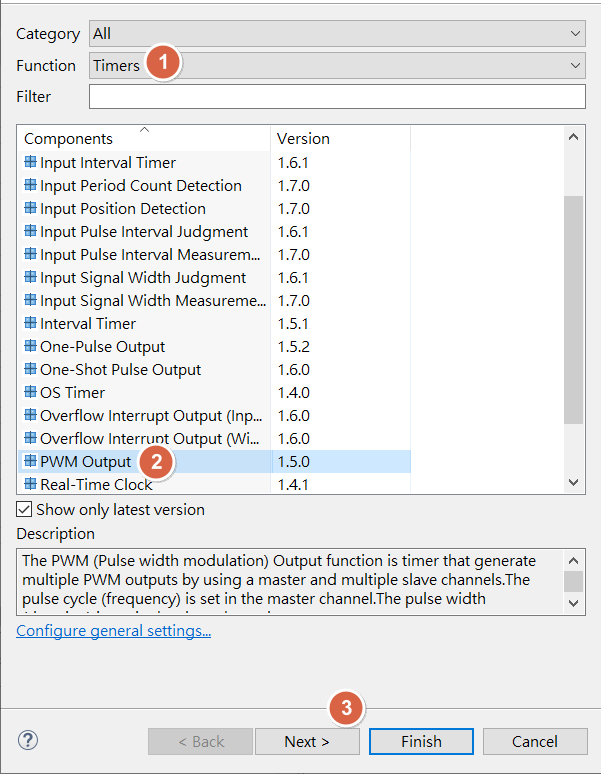 Category All
Function Timers 1
Filter
Components Version
Input Interval Timer 1.6.1
Input Period Count Detection 1.7.0
Input Position Detection 1.7.0
Input Pulse Interval Judgment 1.6.1
Input Pulse Interval Measurem... 1.7.0
Input Signal Width Judgment 1.6.1
Input Signal Width Measureme... 1.7.0
Interval Timer 1.5.1
One-Pulse Output 1.5.2
One-Shot Pulse Output 1.6.0
OS Timer 1.4.0
Overflow Interrupt Output (Inp... 1.6.0
Overflow Interrupt Output (Wi... 1.6.0
PWM Output 2 1.5.0
Real-Time Clock 1.4.1
Show only latest version
Description
The PWM (Pulse width modulation) Output function is timer that generate
multiple PWM outputs by using a master and multiple slave channels.The
pulse cycle (frequency) is set in the master channel.The pulse width
Configure general settings...
3
? < Back Next > Finish Cancel